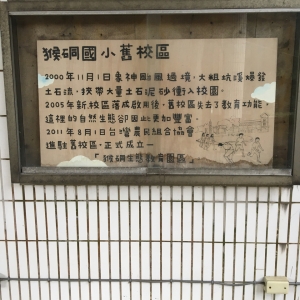 猴硐國小舊校區
2000年11月1日象神颱風過境,大粗坑溪爆發
土石流,挾帶大量土石泥砂衝入校園,
2005年新校區落成啟用後,舊校區失去了教育功能,
這裡的自然生態卻因此更加豐富。
2011年8月1日台灣農民組合協會
進駐舊校區,正式成立—
「猴硐生態教育園區」